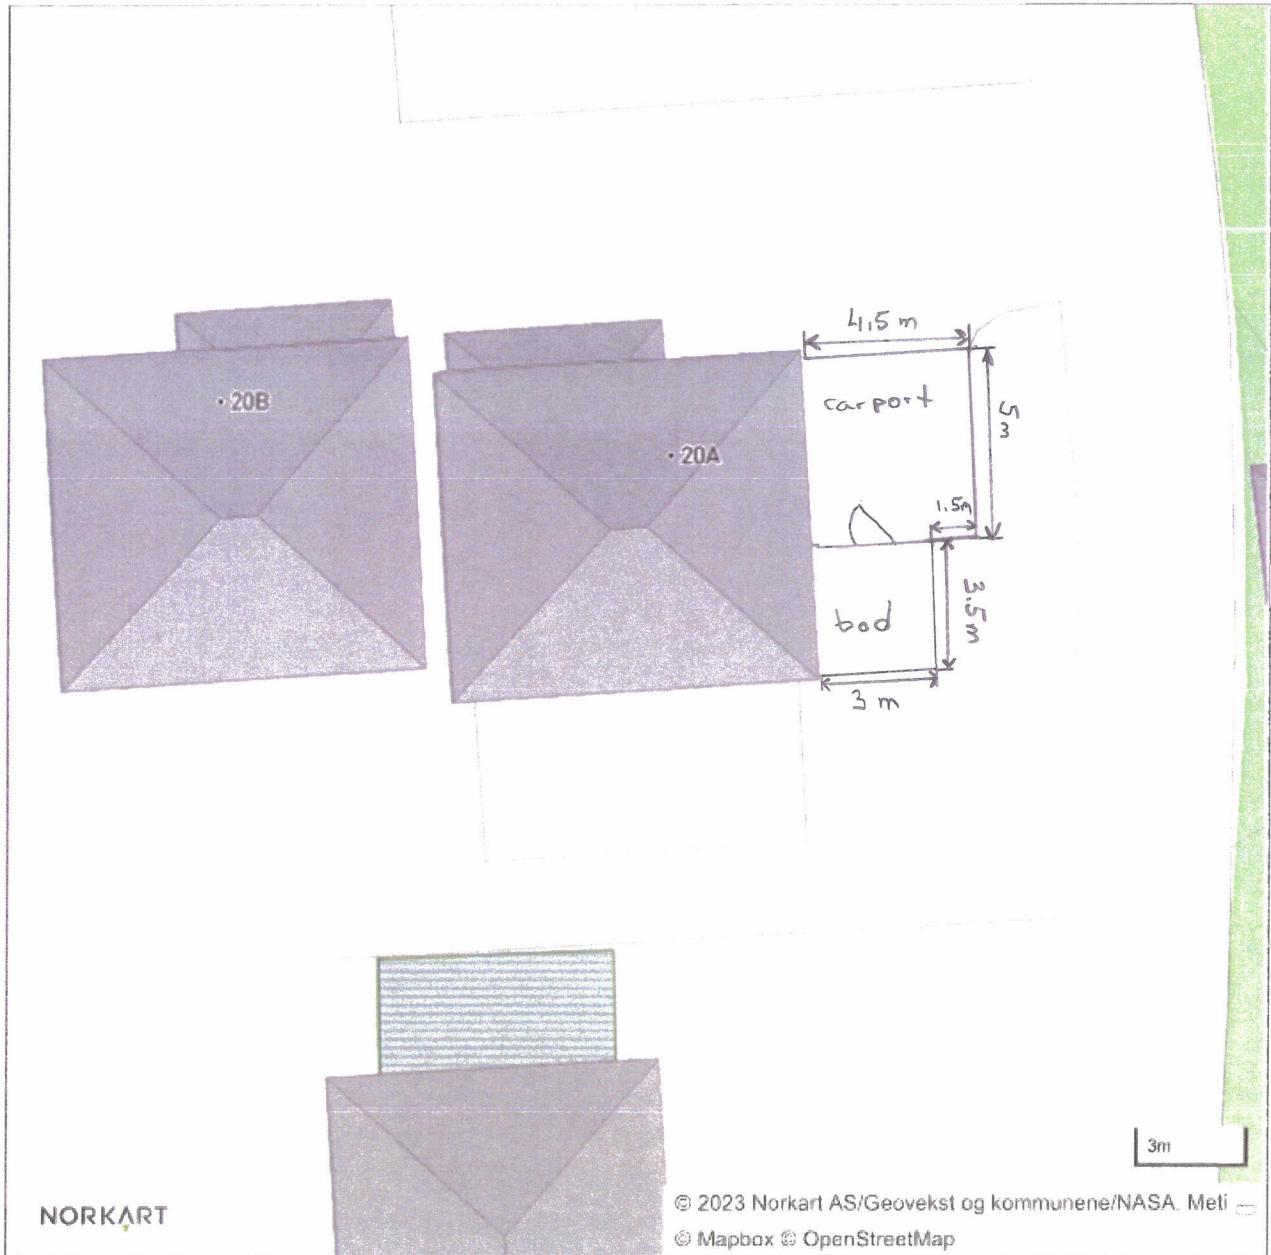 4,5 m
• 20B
carport
5 m
• 20A
1.5m
3.5 m
bod
3 m
3m
NORKART
© 2023 Norkart AS/Geovekst og kommunene/NASA, Meti
© Mapbox © OpenStreetMap